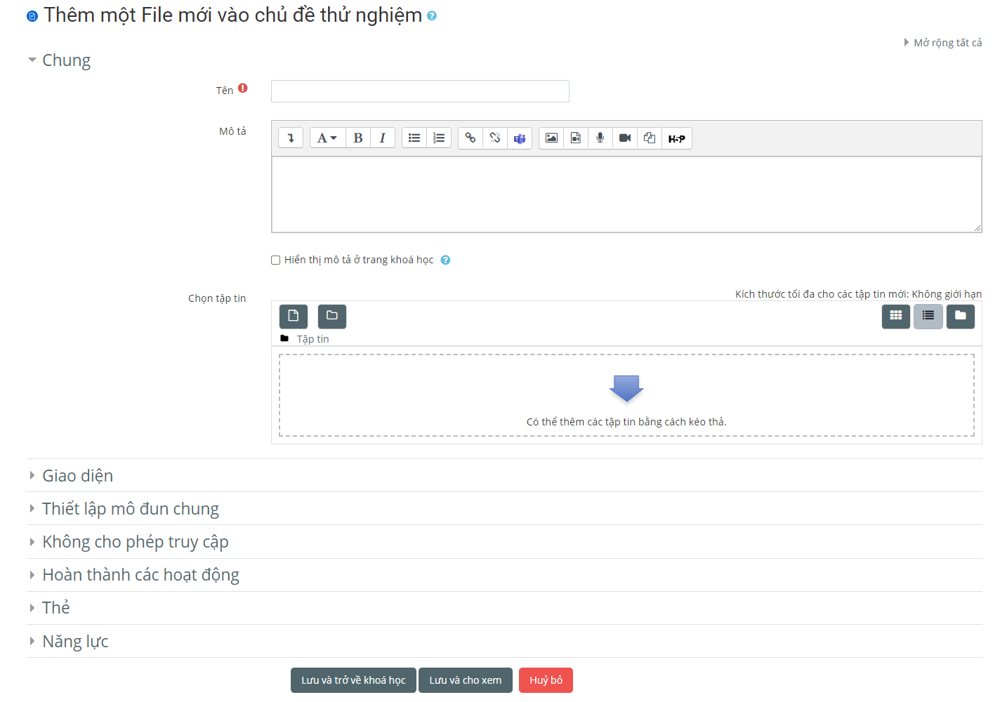 Thêm một File mới vào chủ đề thử nghiệm
Mở rộng tất cả
Chung
Tên
Mô tả
A B I H5P
Hiển thị mô tả ở trang khoá học
Chọn tập tin
Kích thước tối đa cho các tập tin mới: Không giới hạn
Tập tin
Có thể thêm các tập tin bằng cách kéo thả.
Giao diện
Thiết lập mô đun chung
Không cho phép truy cập
Hoàn thành các hoạt động
Thẻ
Năng lực
Lưu và trở về khoá học Lưu và cho xem Huỷ bỏ